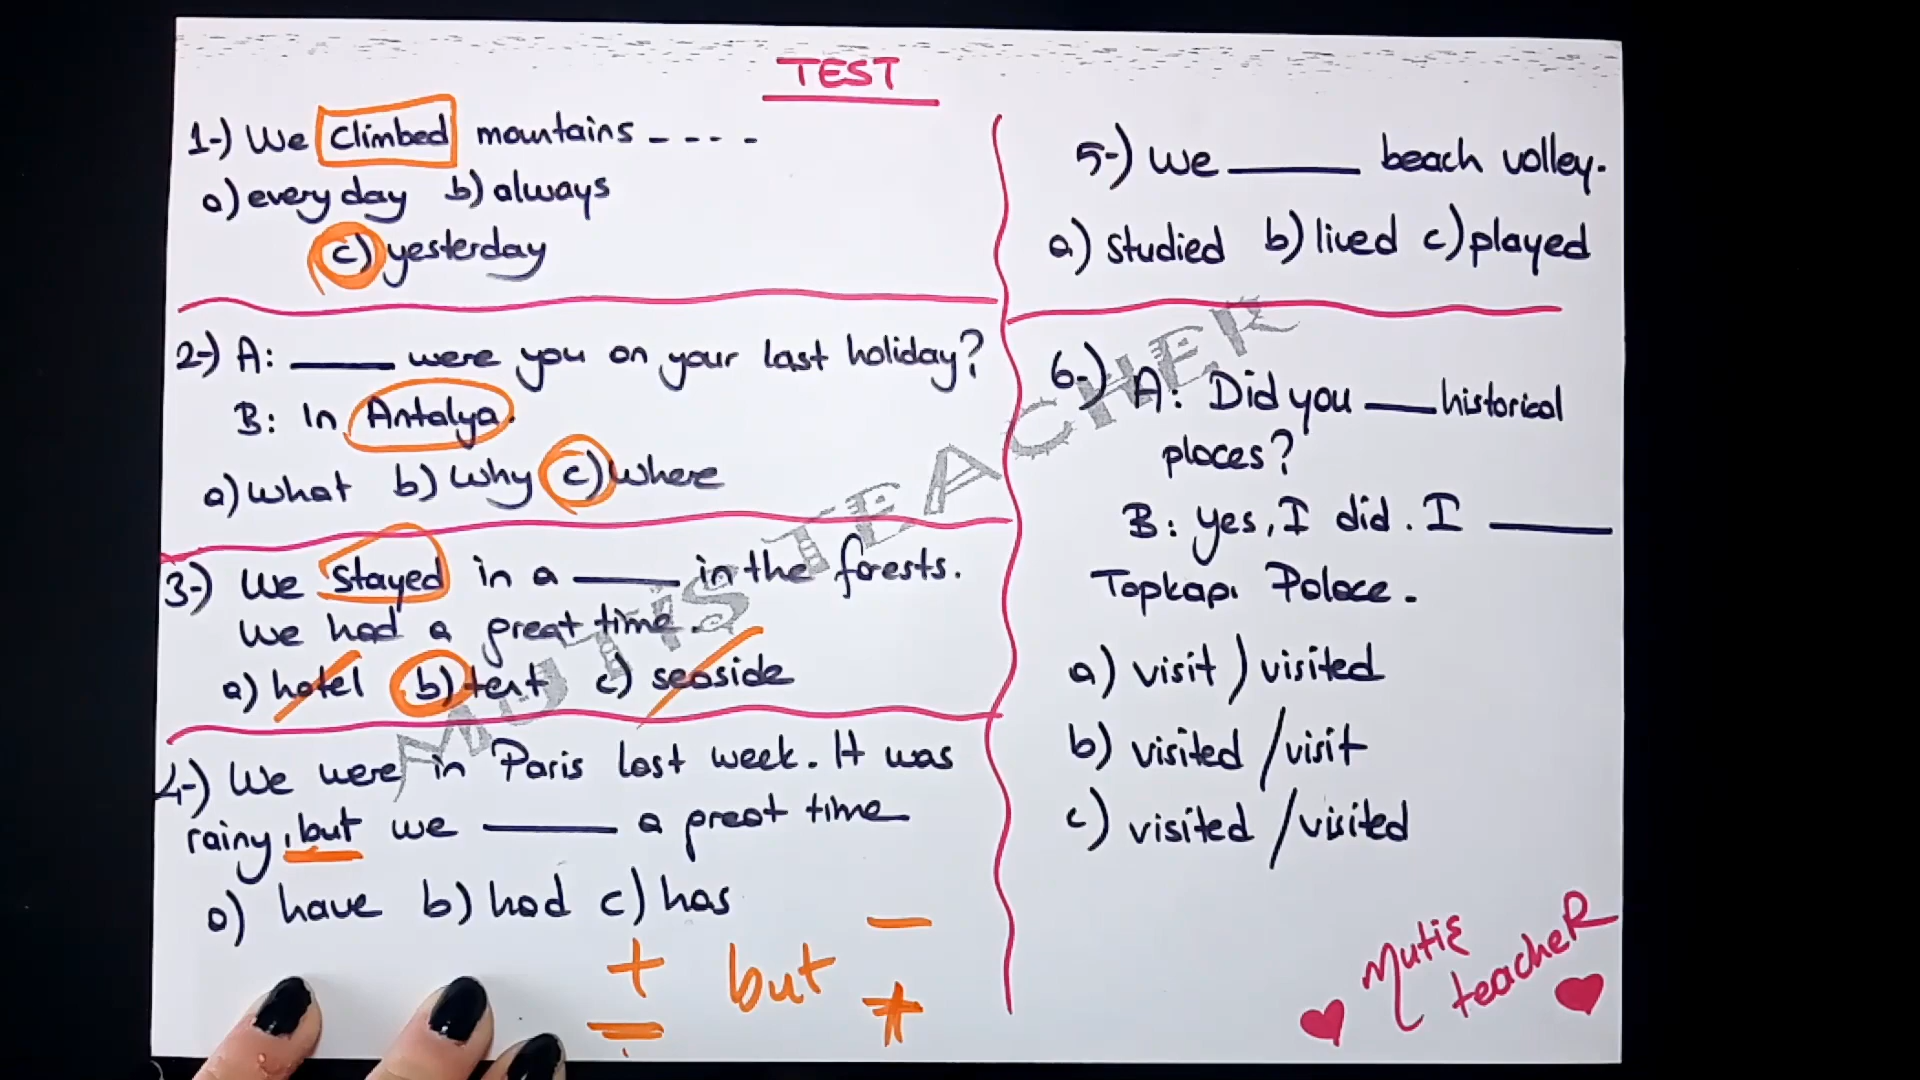 TEST
1-) We climbed mountains ----
a) every day b) always
c) yesterday
2-) A: ____ were you on your last holiday?
B: In Antalya.
a) what b) why c) where
3-) We stayed in a ____ in the forests.
We had a great time.
a) hotel b) tent c) seaside
4-) We were in Paris last week. It was
rainy, but we ____ a great time
a) have b) had c) has
+ but -
- +
5-) We ____ beach volley.
a) studied b) lived c) played
6-) A: Did you ____ historical
places?
B: yes, I did. I ____
Topkapı Palace.
a) visit / visited
b) visited / visit
c) visited / visited
Mutis
teacheR
MUTIS TEACHER